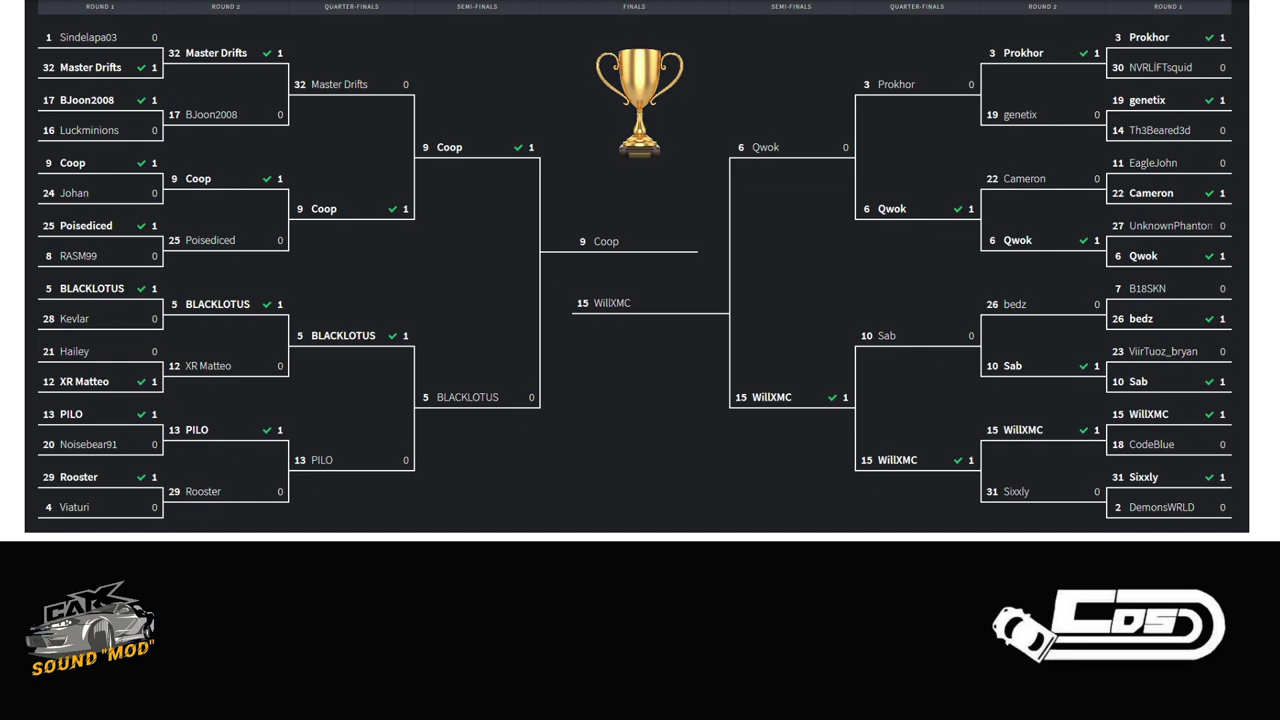 ROUND 1
ROUND 2
QUARTER-FINALS
SEMI-FINALS
FINALS
SEMI-FINALS
QUARTER-FINALS
ROUND 2
ROUND 1
1 Sindelapa03 0
32 Master Drifts ✓ 1
17 BJoon2008 ✓ 1
16 Luckminions 0
9 Coop ✓ 1
24 Johan 0
25 Poisediced ✓ 1
8 RASM99 0
5 BLACKLOTUS ✓ 1
28 Kevlar 0
21 Hailey 0
12 XR Matteo ✓ 1
13 PILO ✓ 1
20 Noisebear91 0
29 Rooster ✓ 1
4 Viaturi 0
32 Master Drifts ✓ 1
17 BJoon2008 0
9 Coop ✓ 1
25 Poisediced 0
5 BLACKLOTUS ✓ 1
12 XR Matteo 0
13 PILO ✓ 1
29 Rooster 0
32 Master Drifts 0
9 Coop ✓ 1
5 BLACKLOTUS ✓ 1
13 PILO 0
9 Coop ✓ 1
5 BLACKLOTUS 0
9 Coop
15 WillXMC
6 Qwok 0
15 WillXMC ✓ 1
3 Prokhor 0
6 Qwok ✓ 1
10 Sab 0
15 WillXMC ✓ 1
3 Prokhor ✓ 1
19 genetix 0
22 Cameron 0
6 Qwok ✓ 1
26 bedz 0
10 Sab ✓ 1
15 WillXMC ✓ 1
31 Sixxly 0
3 Prokhor ✓ 1
30 NVRLlFTsquid 0
19 genetix ✓ 1
14 Th3Beared3d 0
11 EagleJohn 0
22 Cameron ✓ 1
27 UnknownPhantom 0
6 Qwok ✓ 1
7 B18SKN 0
26 bedz ✓ 1
23 ViirTuoz_bryan 0
10 Sab ✓ 1
15 WillXMC ✓ 1
18 CodeBlue 0
31 Sixxly ✓ 1
2 DemonsWRLD 0
CARX
SOUND "MOD"
CDS